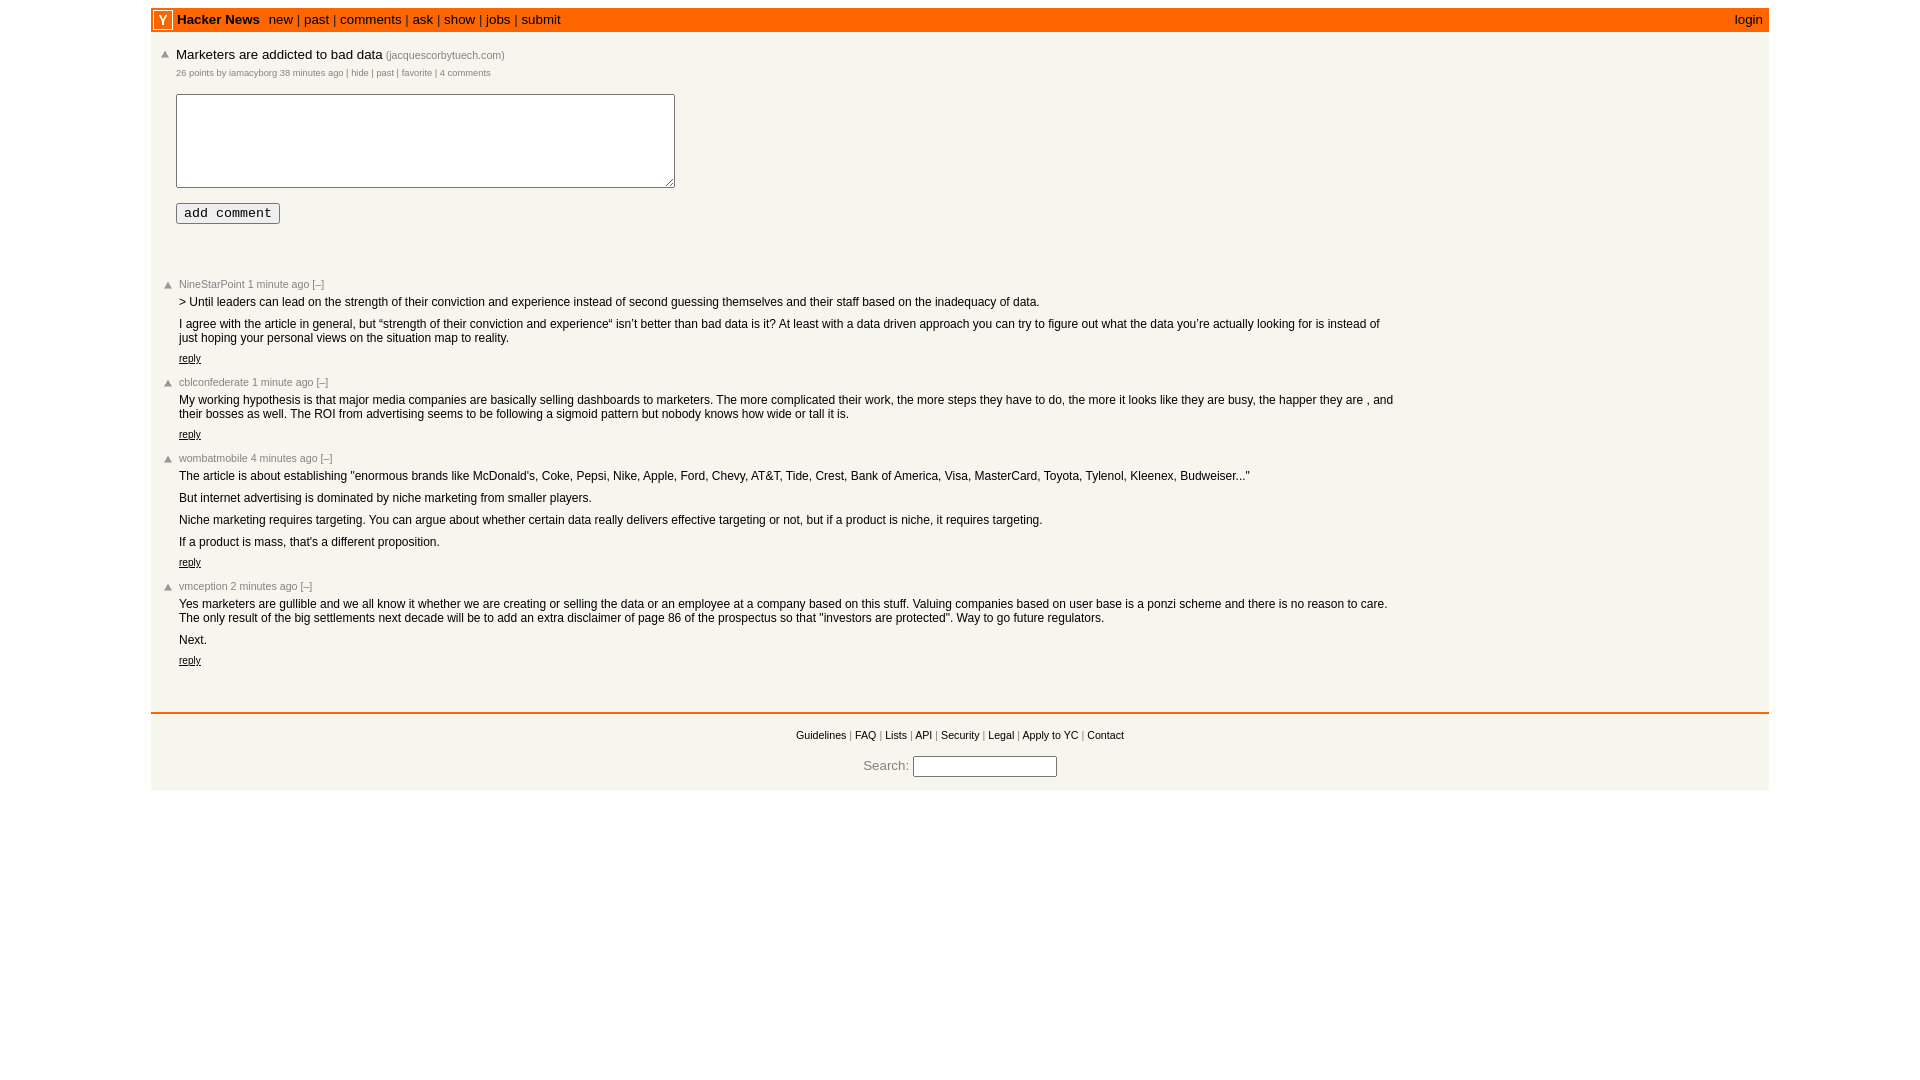 Y Hacker News new | past | comments | ask | show | jobs | submit login
Marketers are addicted to bad data (jacquescorbytuech.com)
26 points by iamacyborg 38 minutes ago | hide | past | favorite | 4 comments
add comment
NineStarPoint 1 minute ago [–]
> Until leaders can lead on the strength of their conviction and experience instead of second guessing themselves and their staff based on the inadequacy of data.
I agree with the article in general, but “strength of their conviction and experience“ isn’t better than bad data is it? At least with a data driven approach you can try to figure out what the data you’re actually looking for is instead of
just hoping your personal views on the situation map to reality.
reply
cblconfederate 1 minute ago [–]
My working hypothesis is that major media companies are basically selling dashboards to marketers. The more complicated their work, the more steps they have to do, the more it looks like they are busy, the happer they are , and
their bosses as well. The ROI from advertising seems to be following a sigmoid pattern but nobody knows how wide or tall it is.
reply
wombatmobile 4 minutes ago [–]
The article is about establishing "enormous brands like McDonald's, Coke, Pepsi, Nike, Apple, Ford, Chevy, AT&T, Tide, Crest, Bank of America, Visa, MasterCard, Toyota, Tylenol, Kleenex, Budweiser..."
But internet advertising is dominated by niche marketing from smaller players.
Niche marketing requires targeting. You can argue about whether certain data really delivers effective targeting or not, but if a product is niche, it requires targeting.
If a product is mass, that's a different proposition.
reply
vmception 2 minutes ago [–]
Yes marketers are gullible and we all know it whether we are creating or selling the data or an employee at a company based on this stuff. Valuing companies based on user base is a ponzi scheme and there is no reason to care.
The only result of the big settlements next decade will be to add an extra disclaimer of page 86 of the prospectus so that "investors are protected". Way to go future regulators.
Next.
reply
Guidelines | FAQ | Lists | API | Security | Legal | Apply to YC | Contact
Search: